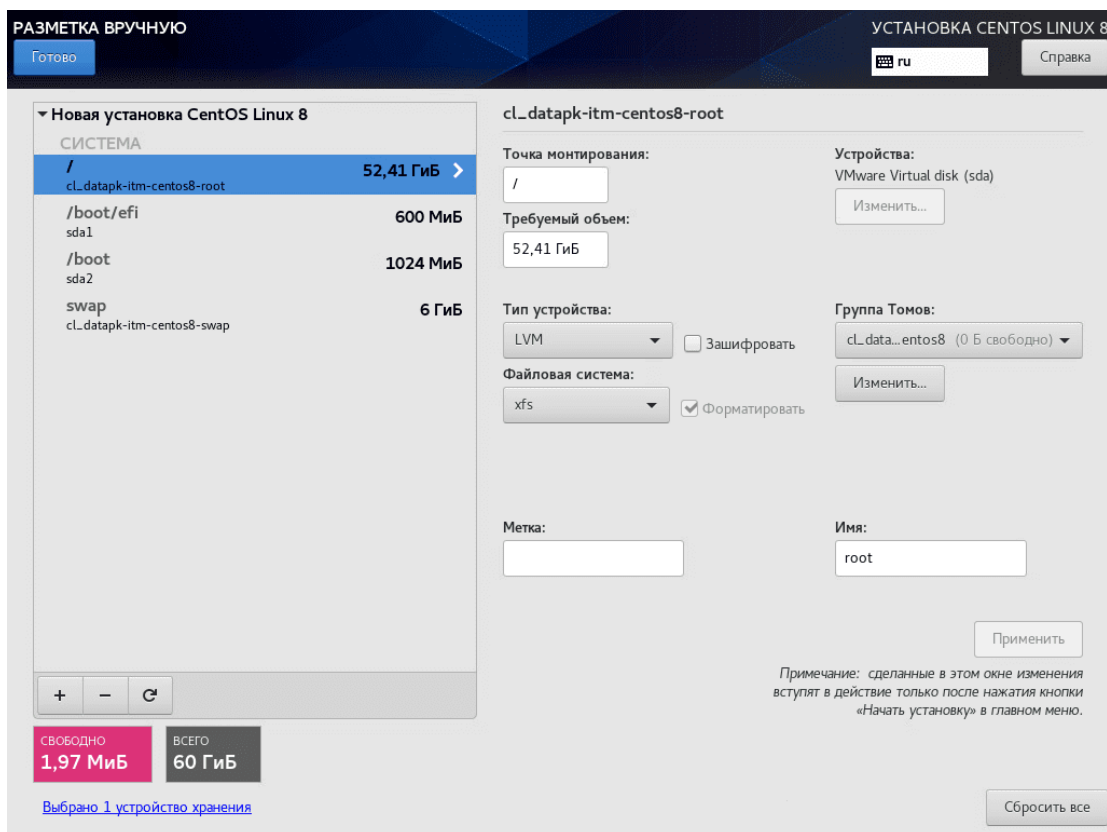 РАЗМЕТКА ВРУЧНУЮ
УСТАНОВКА CENTOS LINUX 8
Готово
ru
Справка
Новая установка CentOS Linux 8
СИСТЕМА
/
52,41 ГиБ
cl_datapk-itm-centos8-root
/boot/efi
600 МиБ
sda1
/boot
1024 МиБ
sda2
swap
6 ГиБ
cl_datapk-itm-centos8-swap
+ −
СВОБОДНО
1,97 МиБ
ВСЕГО
60 ГиБ
Выбрано 1 устройство хранения
cl_datapk-itm-centos8-root
Точка монтирования:
/
Требуемый объем:
52,41 ГиБ
Устройства:
VMware Virtual disk (sda)
Изменить...
Тип устройства:
LVM
Зашифровать
Файловая система:
xfs
Форматировать
Группа Томов:
cl_data...entos8 (0 Б свободно)
Изменить...
Метка:
Имя:
root
Применить
Примечание: сделанные в этом окне изменения
вступят в действие только после нажатия кнопки
«Начать установку» в главном меню.
Сбросить все